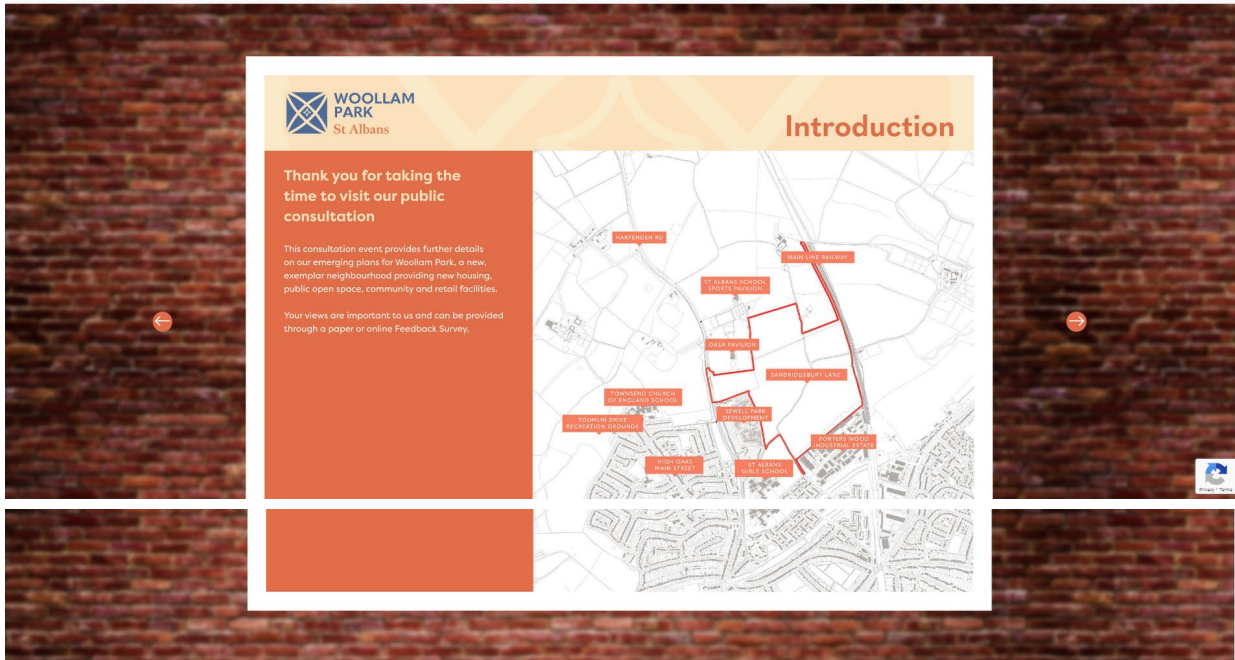 WOOLLAM
PARK
St Albans
Introduction
Thank you for taking the
time to visit our public
consultation
This consultation event provides further details
on our emerging plans for Woollam Park, a new,
exemplar neighbourhood providing new housing,
public open space, community and retail facilities.
Your views are important to us and can be provided
through a paper or online Feedback Survey.
HARPENDEN RD
MAIN LINE RAILWAY
ST ALBANS SCHOOL
SPORTS PAVILION
OASA PAVILION
SANDRIDGEBURY LANE
TOWNSEND CHURCH
OF ENGLAND SCHOOL
SEWELL PARK
DEVELOPMENT
TOUMLIN DRIVE
RECREATION GROUNDS
PORTERS WOOD
INDUSTRIAL ESTATE
HIGH OAKS
MAIN STREET
ST ALBANS
GIRLS SCHOOL
Privacy - Terms